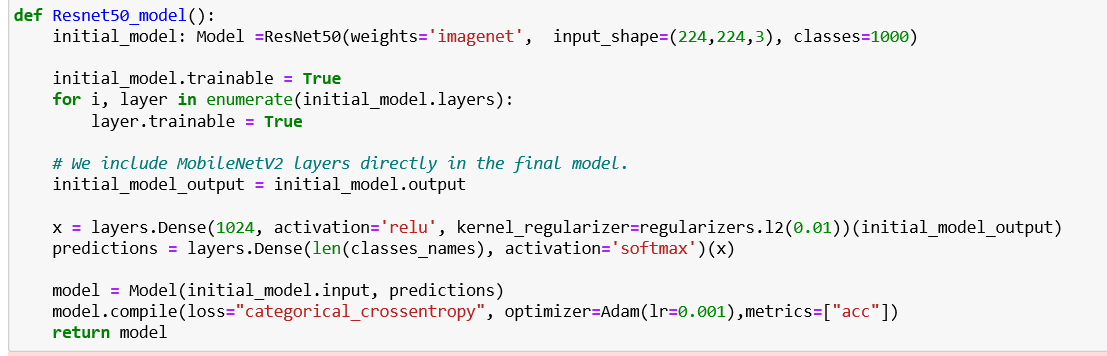 def Resnet50_model():
    initial_model: Model =ResNet50(weights='imagenet',  input_shape=(224,224,3), classes=1000)
    initial_model.trainable = True
    for i, layer in enumerate(initial_model.layers):
        layer.trainable = True
    # We include MobileNetV2 layers directly in the final model.
    initial_model_output = initial_model.output
    x = layers.Dense(1024, activation='relu', kernel_regularizer=regularizers.l2(0.01))(initial_model_output)
    predictions = layers.Dense(len(classes_names), activation='softmax')(x)
    model = Model(initial_model.input, predictions)
    model.compile(loss="categorical_crossentropy", optimizer=Adam(lr=0.001),metrics=["acc"])
    return model